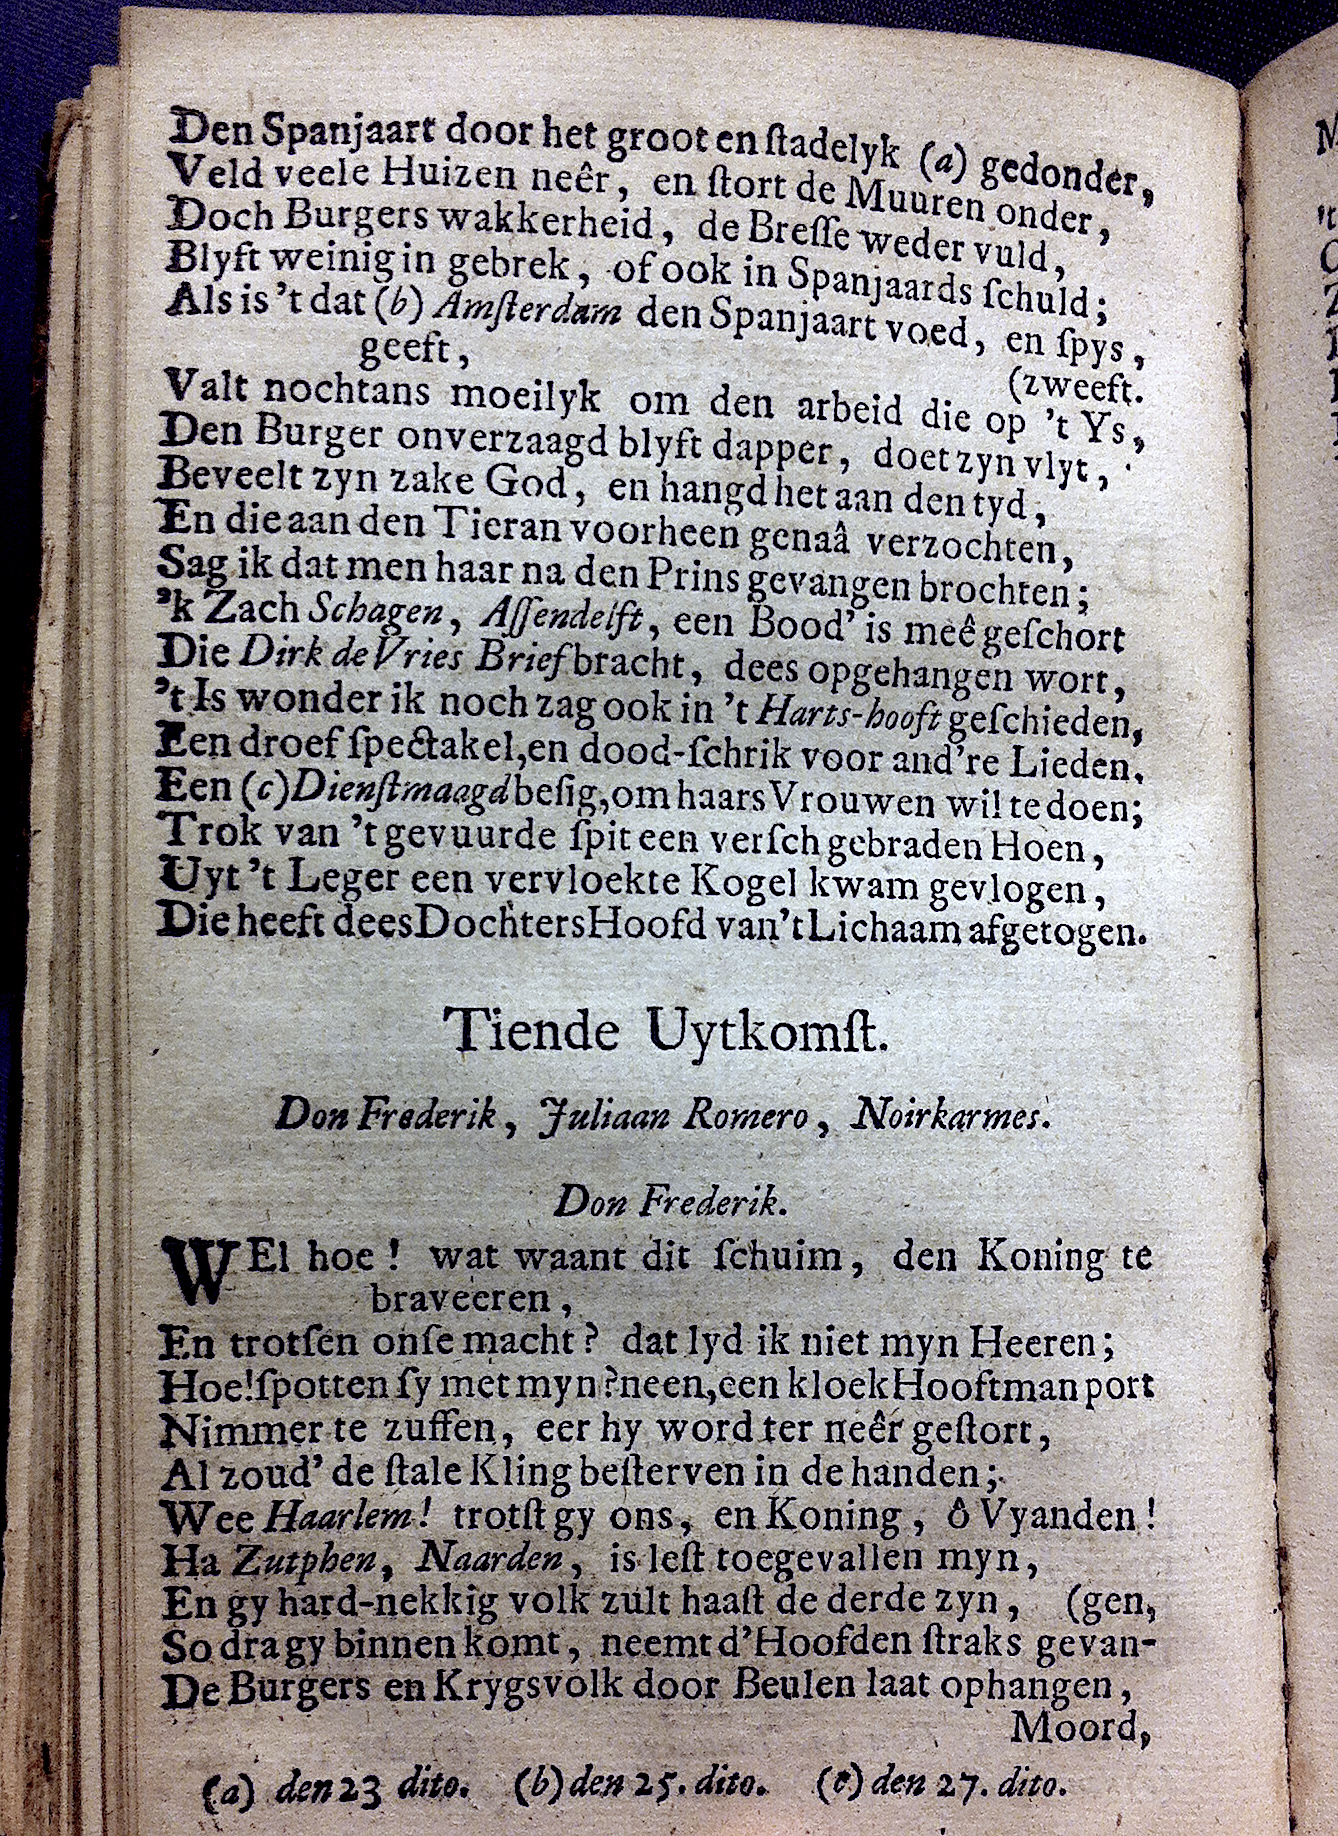 Den Spanjaart door het groot en ſtadelyk (a) gedonder,
Veld veele Huizen neêr, en ſtort de Muuren onder,
Doch Burgers wakkerheid, de Breſſe weder vuld,
Blyft weinig in gebrek, of ook in Spanjaards ſchuld;
Als is 't dat (b) Amſterdam den Spanjaart voed, en ſpys,
geeft,
(zweeft.
Valt nochtans moeilyk om den arbeid die op 't Ys,
Den Burger onverzaagd blyft dapper, doet zyn vlyt,
Beveelt zyn zake God, en hangd het aan den tyd,
En die aan den Tieran voorheen genaâ verzochten,
Sag ik dat men haar na den Prins gevangen brochten;
'k Zach Schagen, Aſſendelft, een Bood' is meê geſchort
Die Dirk de Vries Brief bracht, dees opgehangen wort,
't Is wonder ik noch zag ook in 't Harts-hooft geſchieden,
Een droef ſpectakel, en dood-ſchrik voor and're Lieden.
Een (c) Dienſtmaagd beſig, om haars Vrouwen wil te doen;
Trok van 't gevuurde ſpit een verſch gebraden Hoen,
Uyt 't Leger een vervloekte Kogel kwam gevlogen,
Die heeft dees Dochters Hoofd van 't Lichaam afgetogen.
Tiende Uytkomſt.
Don Frederik, Juliaan Romero, Noirkarmes.
Don Frederik.
WEl hoe! wat waant dit ſchuim, den Koning te
braveeren,
En trotſen onſe macht? dat lyd ik niet myn Heeren;
Hoe! ſpotten ſy met myn? neen, een kloek Hooftman port
Nimmer te zuffen, eer hy word ter neêr geſtort,
Al zoud' de ſtale Kling beſterven in de handen;
Wee Haarlem! trotſt gy ons, en Koning, ô Vyanden!
Ha Zutphen, Naarden, is leſt toegevallen myn,
En gy hard-nekkig volk zult haaſt de derde zyn, (gen,
So dra gy binnen komt, neemt d'Hoofden ſtraks gevan-
De Burgers en Krygsvolk door Beulen laat ophangen,
Moord,
(a) den 23 dito. (b) den 25. dito. (c) den 27. dito.